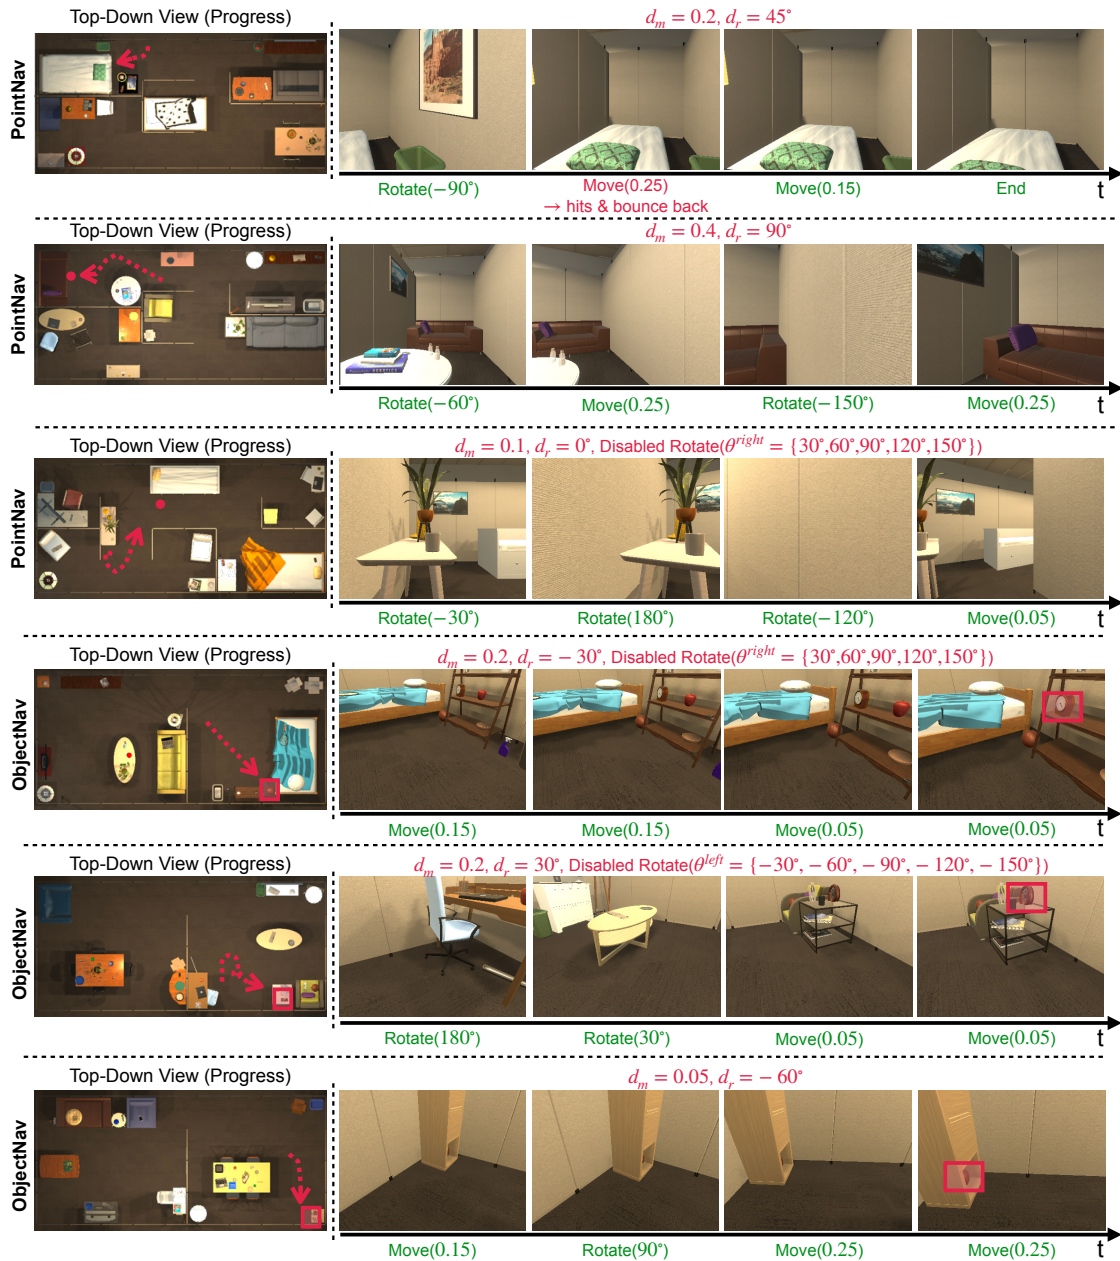 Top-Down View (Progress)
d_m = 0.2, d_r = 45°
PointNav
Rotate(−90°)
Move(0.25)
→ hits & bounce back
Move(0.15)
End
t
Top-Down View (Progress)
d_m = 0.4, d_r = 90°
PointNav
Rotate(−60°)
Move(0.25)
Rotate(−150°)
Move(0.25)
t
Top-Down View (Progress)
d_m = 0.1, d_r = 0°, Disabled Rotate(θ^right = {30°,60°,90°,120°,150°})
PointNav
Rotate(−30°)
Rotate(180°)
Rotate(−120°)
Move(0.05)
t
Top-Down View (Progress)
d_m = 0.2, d_r = − 30°, Disabled Rotate(θ^right = {30°,60°,90°,120°,150°})
ObjectNav
Move(0.15)
Move(0.15)
Move(0.05)
Move(0.05)
t
Top-Down View (Progress)
d_m = 0.2, d_r = 30°, Disabled Rotate(θ^left = {−30°, − 60°, − 90°, − 120°, − 150°})
ObjectNav
Rotate(180°)
Rotate(30°)
Move(0.05)
Move(0.05)
t
Top-Down View (Progress)
d_m = 0.05, d_r = − 60°
ObjectNav
Move(0.15)
Rotate(90°)
Move(0.25)
Move(0.25)
t